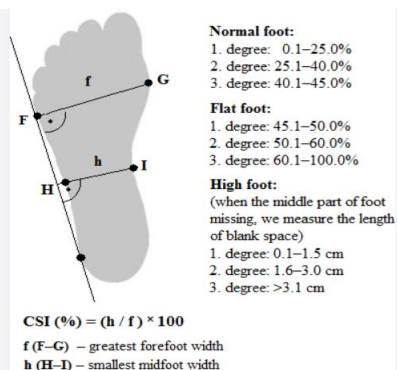 Normal foot:
1. degree: 0.1–25.0%
2. degree: 25.1–40.0%
3. degree: 40.1–45.0%
Flat foot:
1. degree: 45.1–50.0%
2. degree: 50.1–60.0%
3. degree: 60.1–100.0%
High foot:
(when the middle part of foot
missing, we measure the length
of blank space)
1. degree: 0.1–1.5 cm
2. degree: 1.6–3.0 cm
3. degree: >3.1 cm
f
G
F
h
I
H
CSI (%) = (h / f) × 100
f (F–G) – greatest forefoot width
h (H–I) – smallest midfoot width